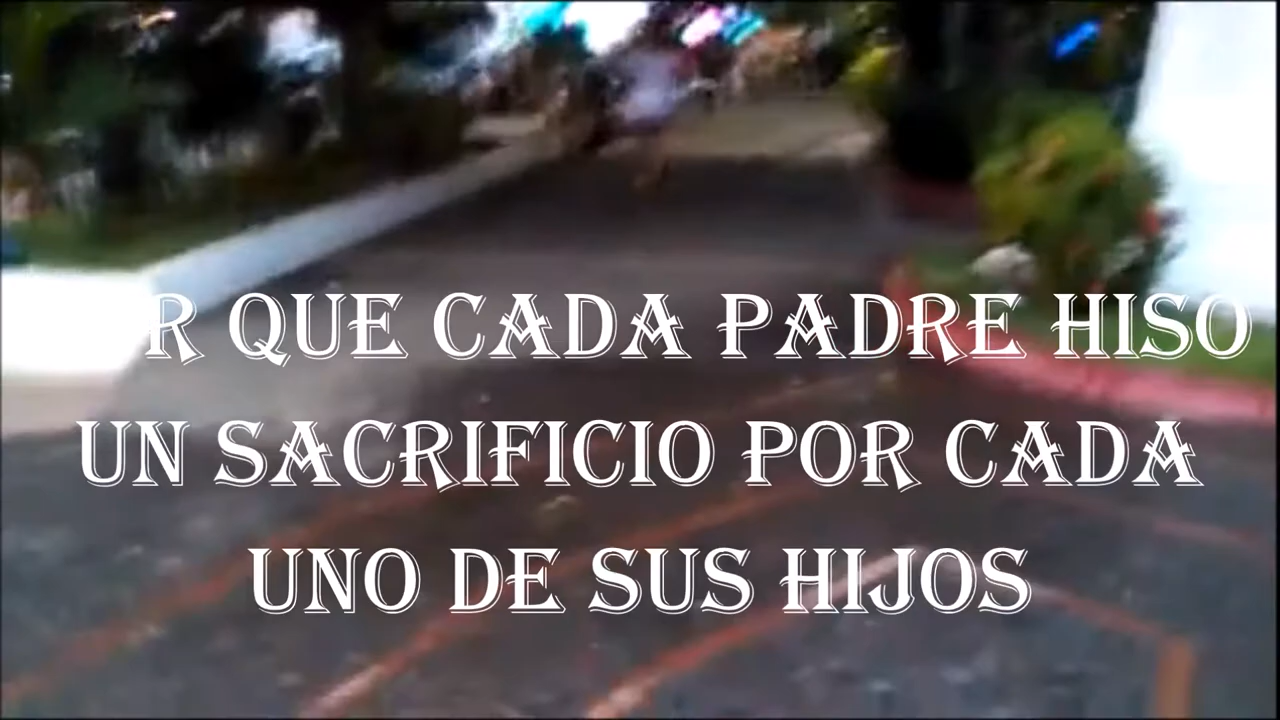 QUE CADA PADRE HISO
UN SACRIFICIO POR CADA
UNO DE SUS HIJOS